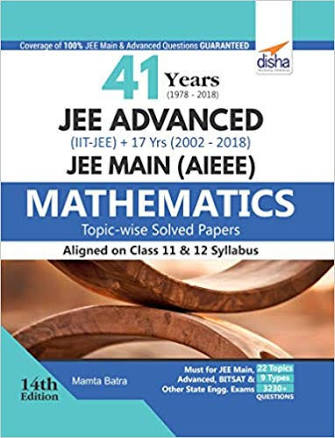 Coverage of 100% JEE Main & Advanced Questions GUARANTEED
disha
41 Years
(1978 - 2018)
JEE ADVANCED
(IIT-JEE) + 17 Yrs (2002 - 2018)
JEE MAIN (AIEEE)
MATHEMATICS
Topic-wise Solved Papers
Aligned on Class 11 & 12 Syllabus
14th
Edition
Mamta Batra
Must for JEE Main,
Advanced, BITSAT &
Other State Engg. Exams
22 Topics
9 Types
3230+
QUESTIONS